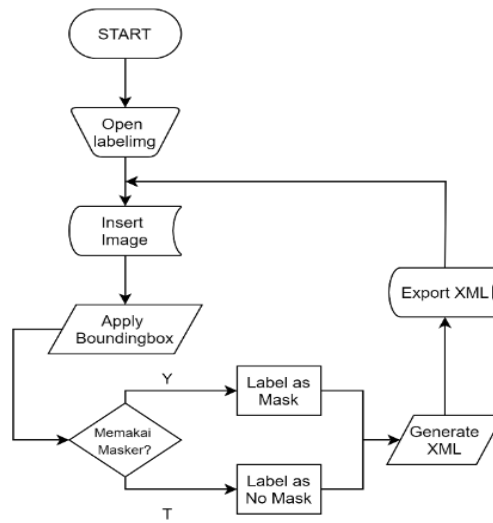 START
Open
labelimg
Insert
Image
Apply
Boundingbox
Memakai
Masker?
Y
Label as
Mask
T
Label as
No Mask
Generate
XML
Export XML